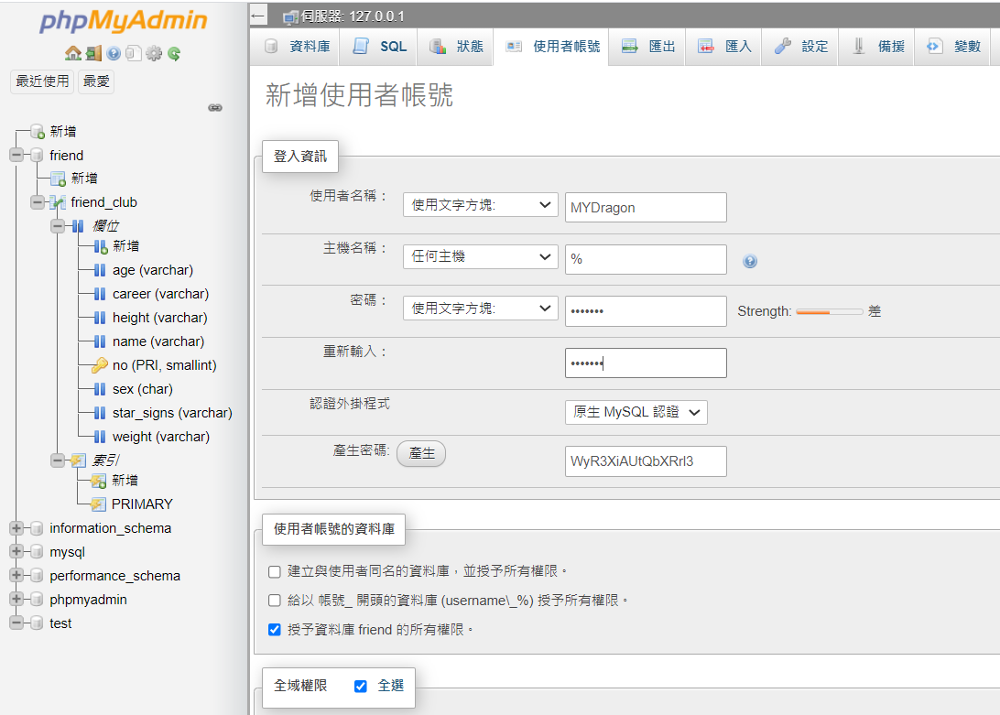 phpMyAdmin
最近使用 最愛
新增
friend
新增
friend_club
欄位
新增
age (varchar)
career (varchar)
height (varchar)
name (varchar)
no (PRI, smallint)
sex (char)
star_signs (varchar)
weight (varchar)
索引
新增
PRIMARY
information_schema
mysql
performance_schema
phpmyadmin
test
伺服器: 127.0.0.1
資料庫 SQL 狀態 使用者帳號 匯出 匯入 設定 備援 變數
新增使用者帳號
登入資訊
使用者名稱： 使用文字方塊: MYDragon
主機名稱： 任何主機 %
密碼： 使用文字方塊: ••••••• Strength: 差
重新輸入： •••••••
認證外掛程式 原生 MySQL 認證
產生密碼: 產生 WyR3XiAUtQbXRrI3
使用者帳號的資料庫
建立與使用者同名的資料庫，並授予所有權限。
給以 帳號_ 開頭的資料庫 (username\_%) 授予所有權限。
授予資料庫 friend 的所有權限。
全域權限 全選